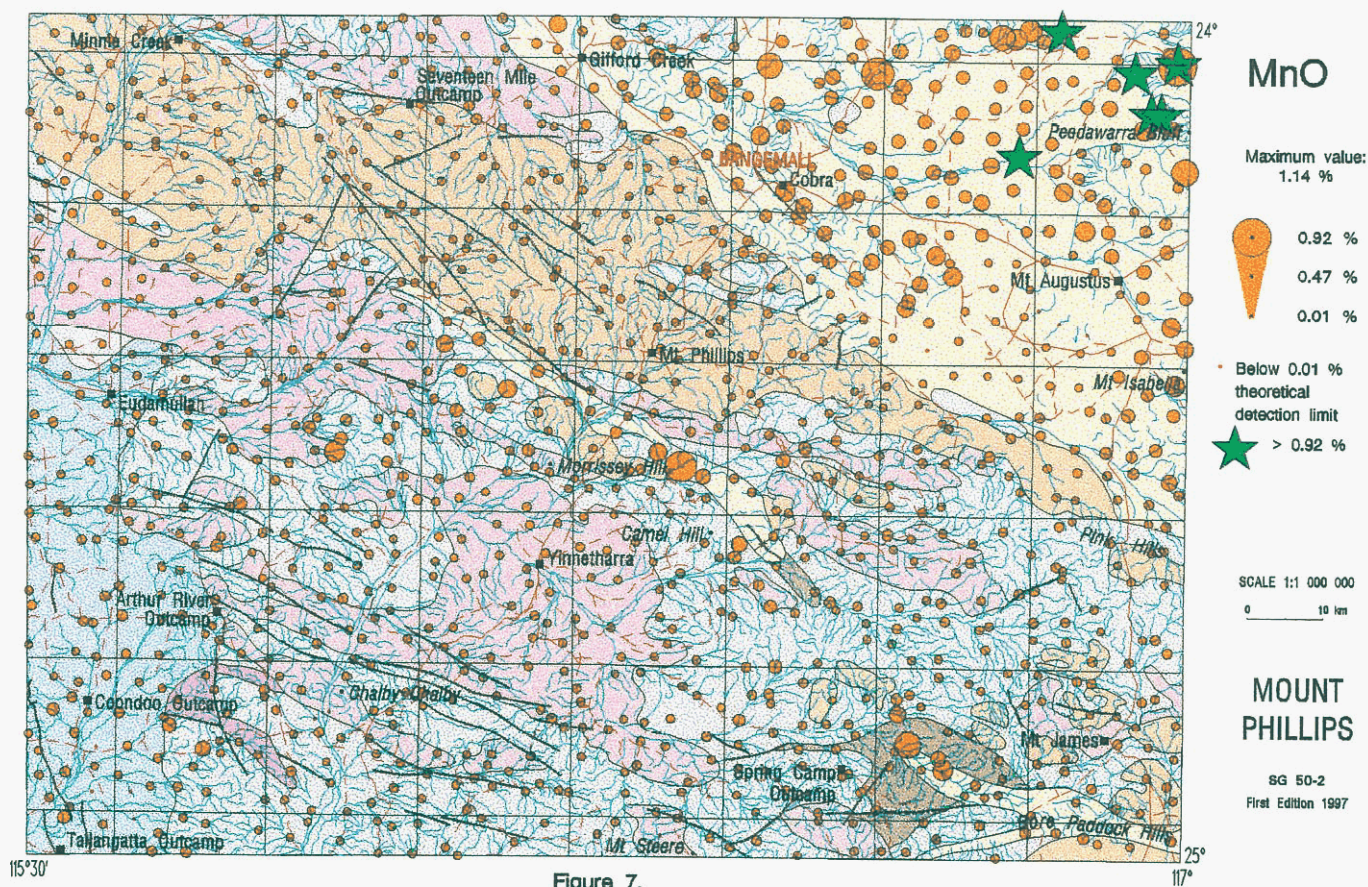 Minnie Creek
Gifford Creek
Seventeen Mile
Outcamp
24°
MnO
Peedawarra Bluff
BANGEMALL
Cobra
Maximum value:
1.14 %
0.92 %
0.47 %
0.01 %
Mt Augustus
Mt Phillips
Mt Isabella
Eudamullah
Below 0.01 %
theoretical
detection limit
> 0.92 %
Morrissey Hill
Camel Hill
Pink Hills
Yinnetharra
SCALE 1:1 000 000
0 10 km
Arthur River
Outcamp
Chalby Chalby
Coondoo Outcamp
MOUNT
PHILLIPS
Mt James
Spring Camp
Outcamp
SG 50-2
First Edition 1997
Gore Paddock Hills
Mt Steere
Tallangatta Outcamp
25°
115°30'
117°
Figure 7.